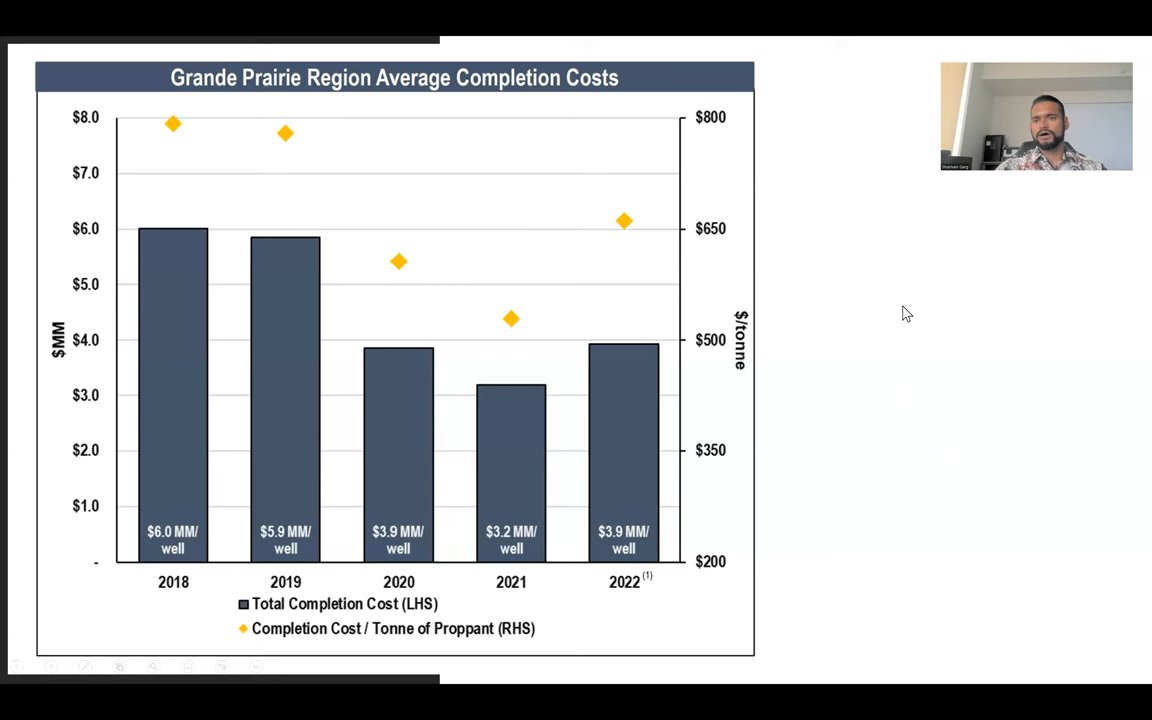 Grande Prairie Region Average Completion Costs
$8.0
$7.0
$6.0
$5.0
$4.0
$3.0
$2.0
$1.0
-
$MM
$800
$650
$500
$350
$200
$/tonne
$6.0 MM/
well
$5.9 MM/
well
$3.9 MM/
well
$3.2 MM/
well
$3.9 MM/
well
2018
2019
2020
2021
2022 (1)
Total Completion Cost (LHS)
Completion Cost / Tonne of Proppant (RHS)
Shubham Garg